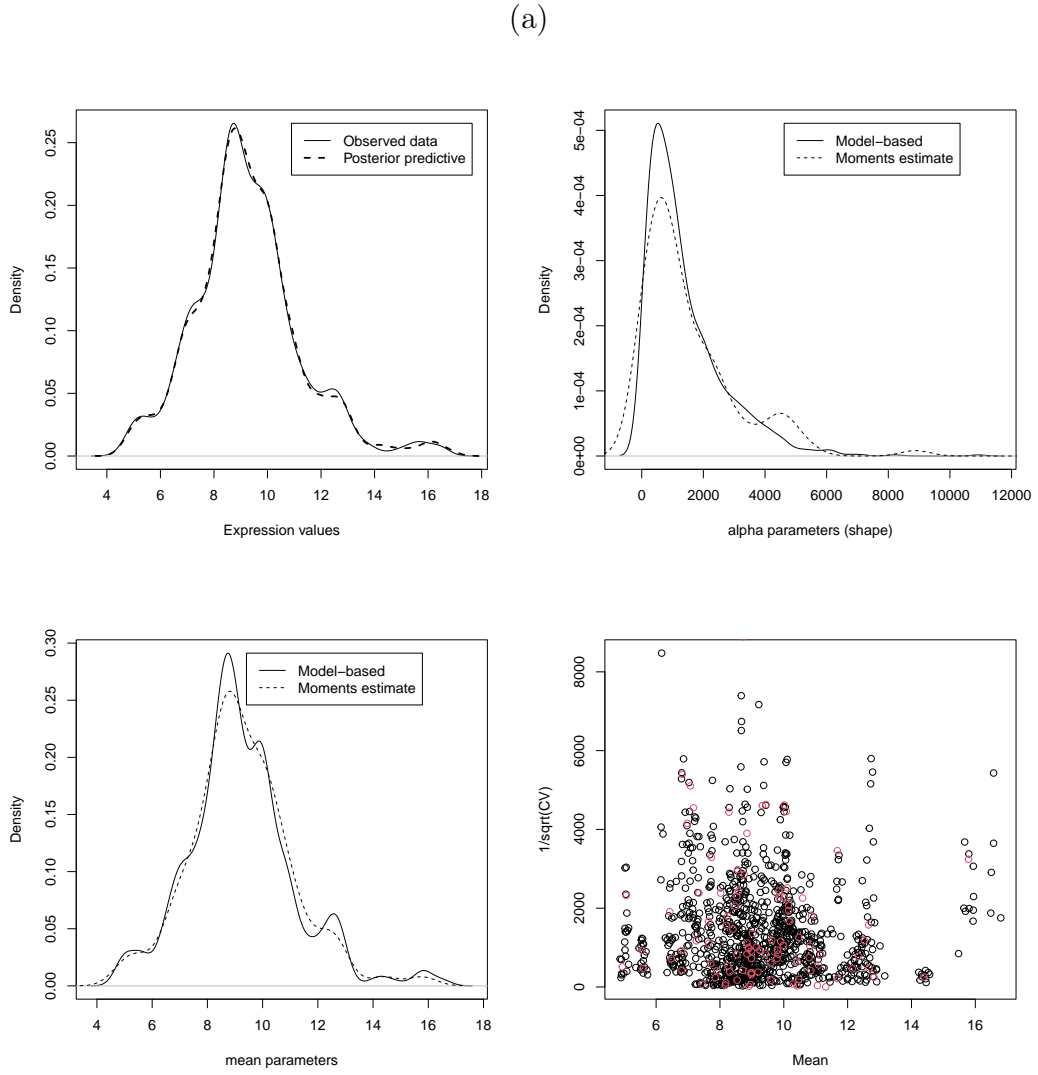 (a)
Observed data
Posterior predictive
0.00
0.05
0.10
0.15
0.20
0.25
Density
4 6 8 10 12 14 16 18
Expression values
Model−based
Moments estimate
0e+00
1e−04
2e−04
3e−04
4e−04
5e−04
Density
0 2000 4000 6000 8000 10000 12000
alpha parameters (shape)
Model−based
Moments estimate
0.00
0.05
0.10
0.15
0.20
0.25
0.30
Density
4 6 8 10 12 14 16 18
mean parameters
0
2000
4000
6000
8000
1/sqrt(CV)
6 8 10 12 14 16
Mean